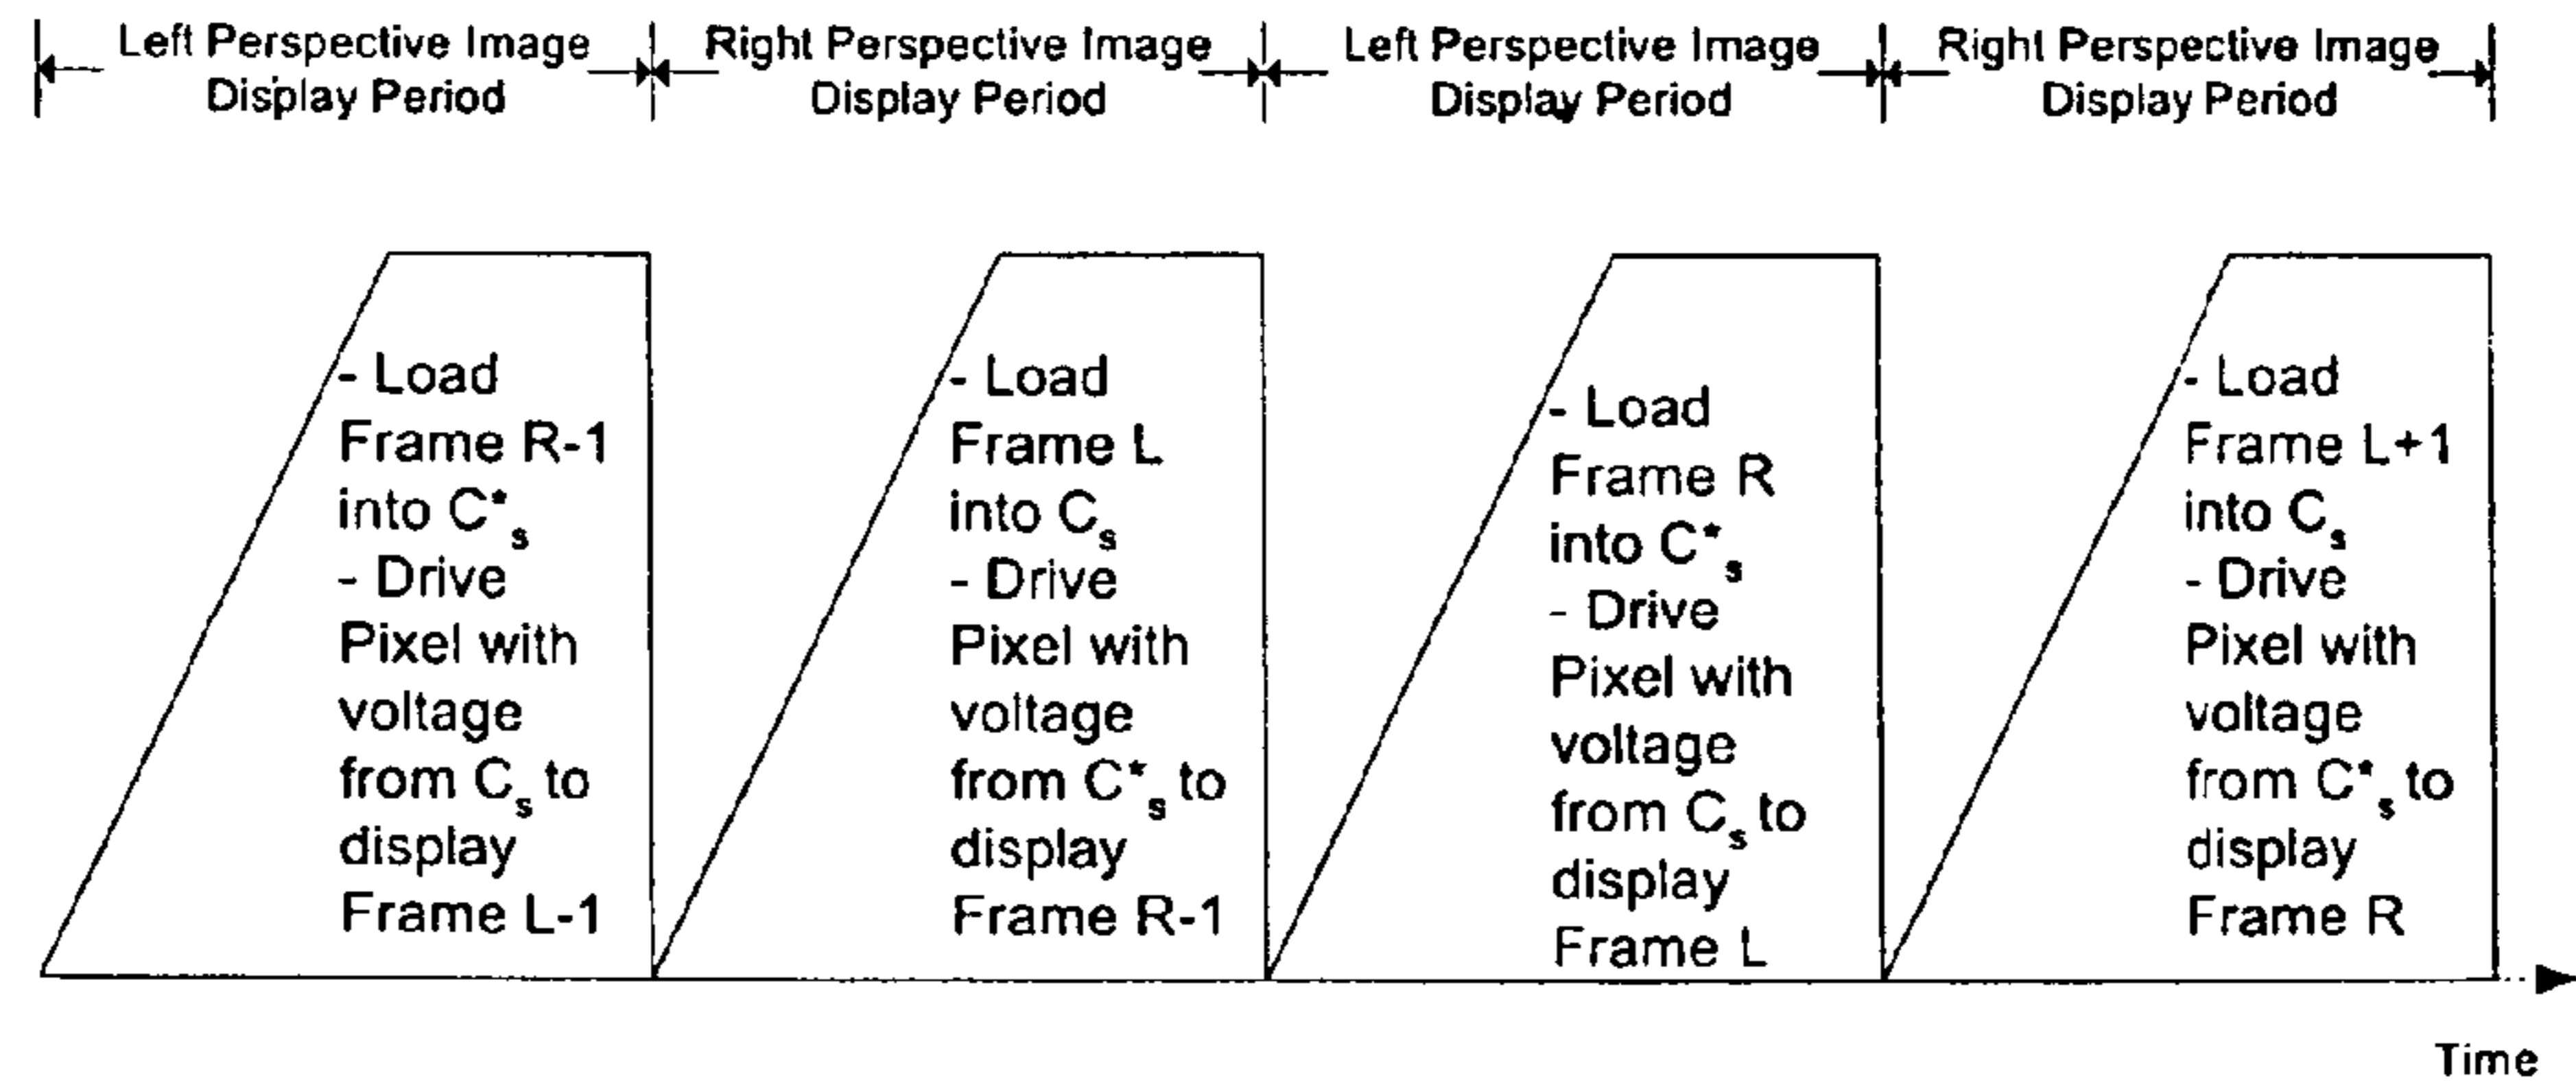 Left Perspective Image
Display Period
Right Perspective Image
Display Period
Left Perspective Image
Display Period
Right Perspective Image
Display Period
- Load
Frame R-1
into C*s
- Drive
Pixel with
voltage
from Cs to
display
Frame L-1
- Load
Frame L
into Cs
- Drive
Pixel with
voltage
from C*s to
display
Frame R-1
- Load
Frame R
into C*s
- Drive
Pixel with
voltage
from Cs to
display
Frame L
- Load
Frame L+1
into Cs
- Drive
Pixel with
voltage
from C*s to
display
Frame R
Time